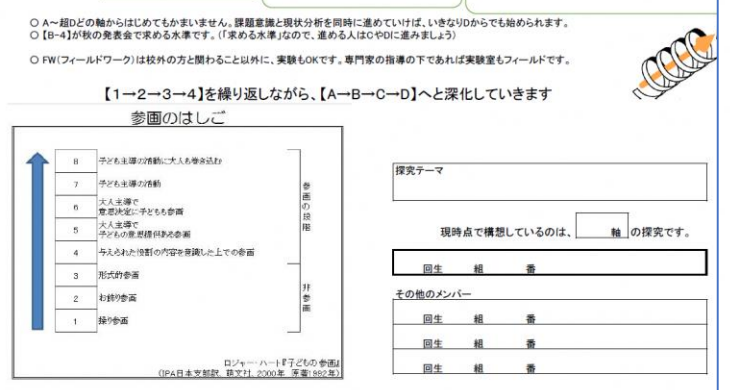 ○ A～超Dどの軸からはじめてもかまいません。課題意識と現状分析を同時に進めていけば、いきなりDからでも始められます。
○ 【B-4】が秋の発表会で求める水準です。(「求める水準」なので、進める人はCやDに進みましょう)
○ FW(フィールドワーク)は校外の方と関わること以外に、実験もOKです。専門家の指導の下であれば実験室もフィールドです。
【1→2→3→4】を繰り返しながら、【A→B→C→D】へと深化していきます
参画のはしご
8 子ども主導の活動に大人も巻き込む
7 子ども主導の活動
6 大人主導で
意思決定に子どもも参画
5 大人主導で
子どもの意思提供ある参画
4 与えられた役割の内容を意識した上での参画
参画の段階
3 形式的参画
2 お飾り参画
1 操り参画
非参画
ロジャー・ハート『子どもの参画』
(IPA日本支部訳、萌文社、2000年 原著1992年)
探究テーマ
現時点で構想しているのは、 軸 の探究です。
回生 組 番
その他のメンバー
回生 組 番
回生 組 番
回生 組 番